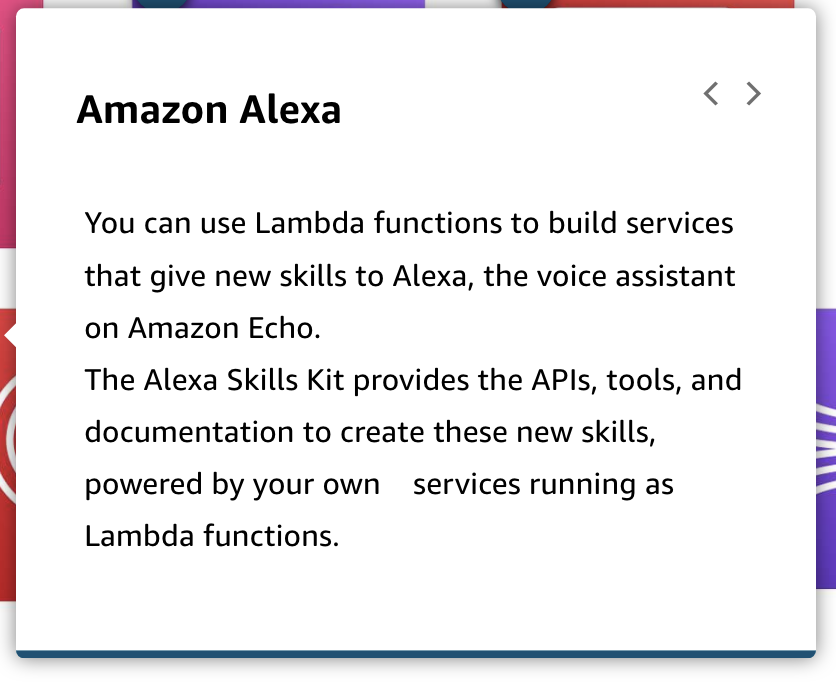 Amazon Alexa
You can use Lambda functions to build services
that give new skills to Alexa, the voice assistant
on Amazon Echo.
The Alexa Skills Kit provides the APIs, tools, and
documentation to create these new skills,
powered by your own    services running as
Lambda functions.